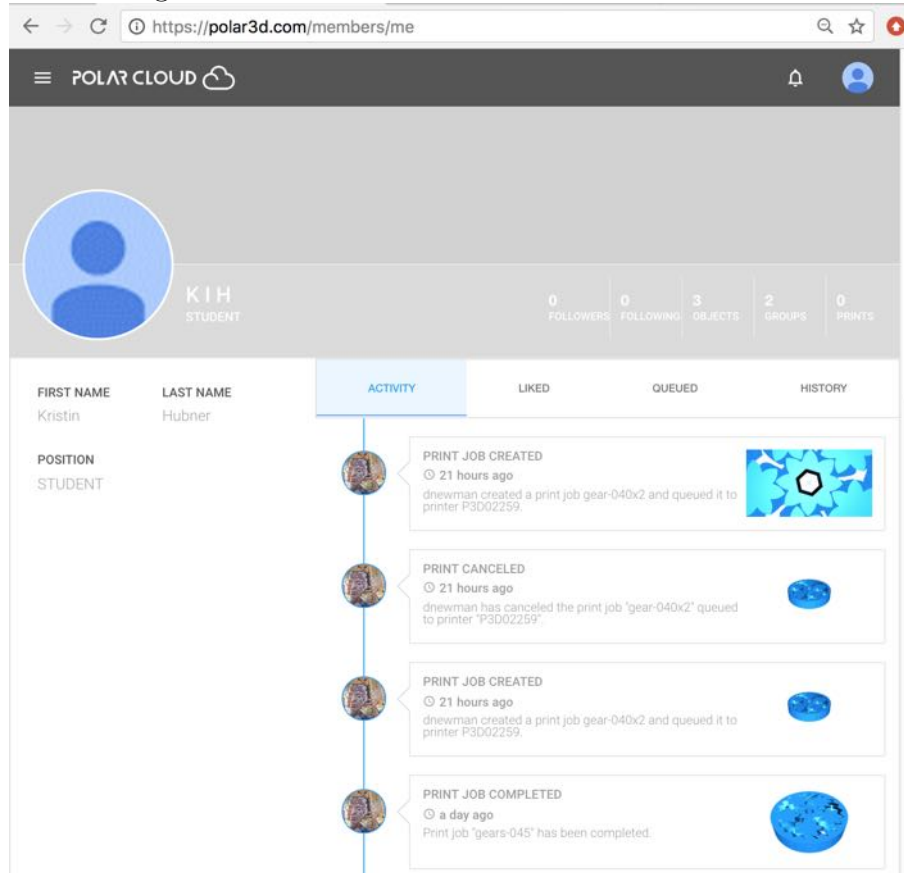 https://polar3d.com/members/me
POLAR CLOUD
K I H
STUDENT
0 0 3 2 0
FOLLOWERS FOLLOWING OBJECTS GROUPS PRINTS
FIRST NAME LAST NAME
Kristin Hubner
POSITION
STUDENT
ACTIVITY LIKED QUEUED HISTORY
PRINT JOB CREATED
21 hours ago
dnewman created a print job gear-040x2 and queued it to
printer P3D02259.
PRINT CANCELED
21 hours ago
dnewman has canceled the print job "gear-040x2" queued
to printer "P3D02259".
PRINT JOB CREATED
21 hours ago
dnewman created a print job gear-040x2 and queued it to
printer P3D02259.
PRINT JOB COMPLETED
a day ago
Print job "gears-045" has been completed.